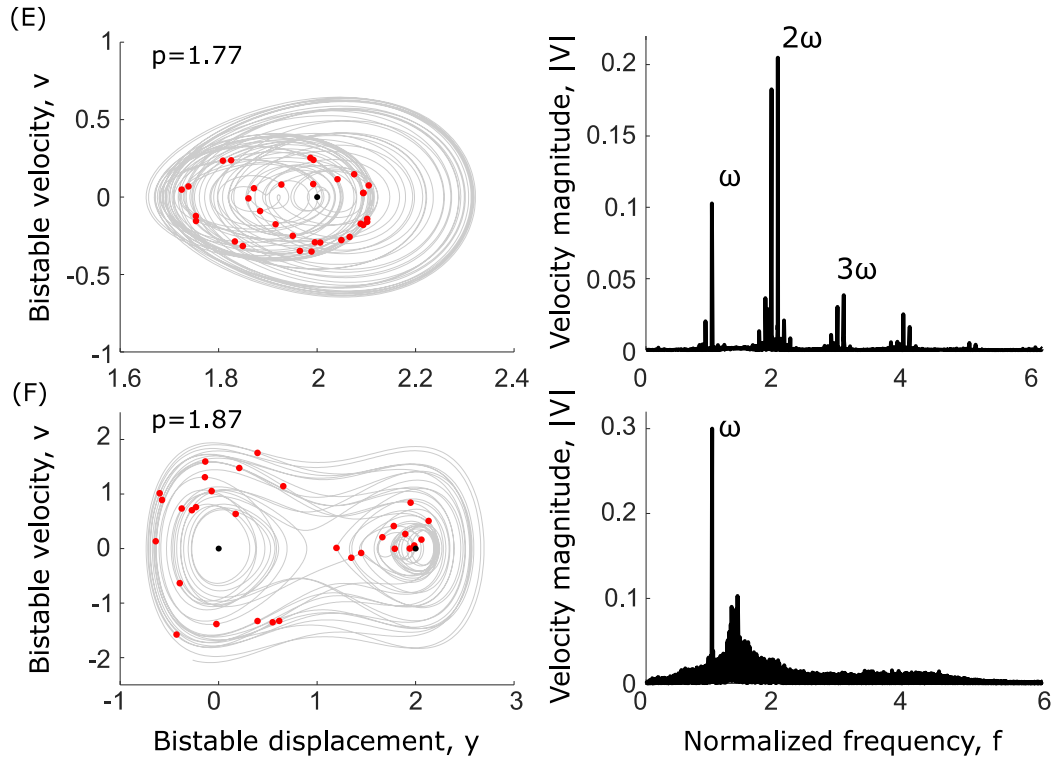 (E)
p=1.77
Bistable velocity, v
1
0.5
0
-0.5
-1
1.6
1.8
2
2.2
2.4
Velocity magnitude, |V|
0.2
0.15
0.1
0.05
0
0
2
4
6
ω
2ω
3ω
(F)
p=1.87
Bistable velocity, v
2
1
0
-1
-2
-1
0
1
2
3
Bistable displacement, y
Velocity magnitude, |V|
0.3
0.2
0.1
0
0
2
4
6
ω
Normalized frequency, f